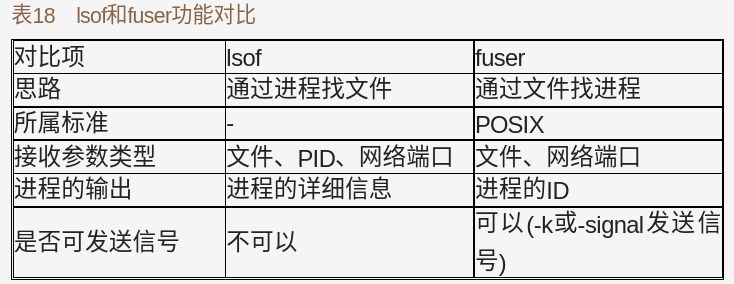 表18 lsof和fuser功能对比
对比项 lsof fuser
思路 通过进程找文件 通过文件找进程
所属标准 - POSIX
接收参数类型 文件、PID、网络端口 文件、网络端口
进程的输出 进程的详细信息 进程的ID
是否可发送信号 不可以 可以(-k或-signal发送信
号)